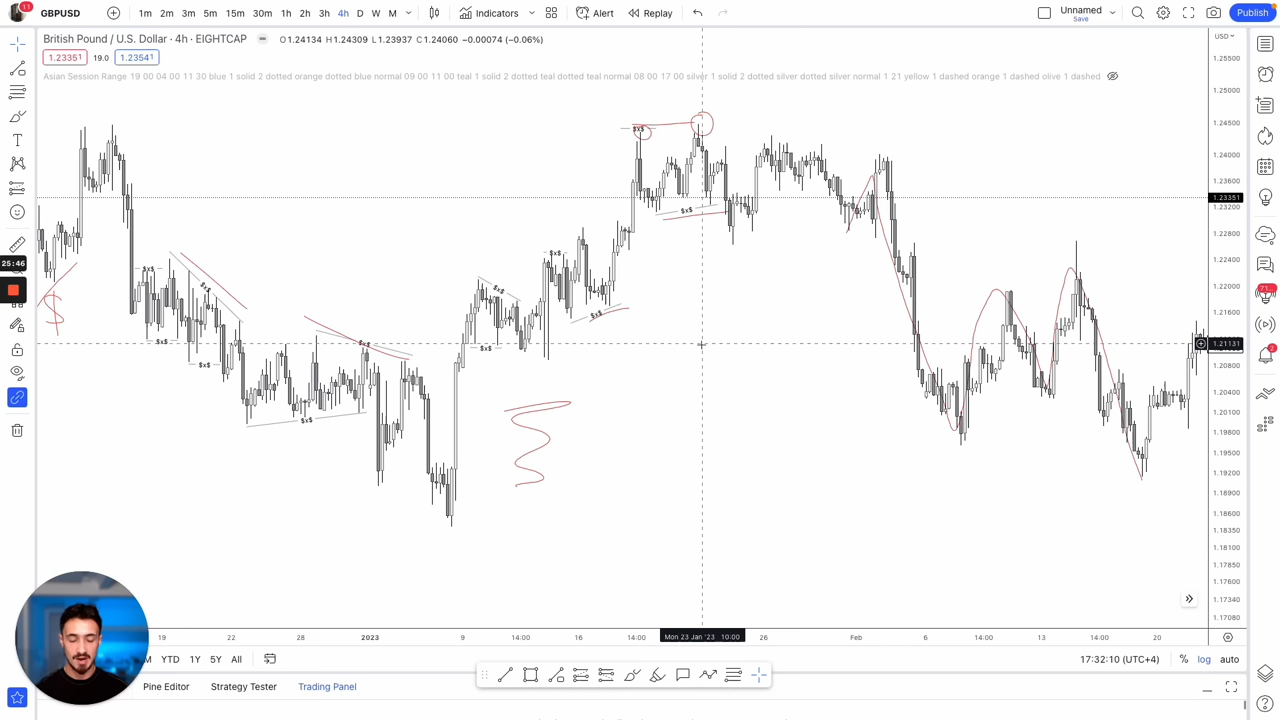 11
GBPUSD
1m 2m 3m 5m 15m 30m 1h 2h 3h 4h D W M
Indicators
Alert
Replay
Unnamed
Save
Publish
British Pound / U.S. Dollar · 4h · EIGHTCAP
O1.24134 H1.24309 L1.23937 C1.24060 −0.00074 (−0.06%)
USD
1.23351 19.0 1.23541
Asian Session Range 19 00 04 00 11 30 blue 1 solid 2 dotted orange dotted blue normal 09 00 11 00 teal 1 solid 2 dotted teal dotted teal normal 08 00 17 00 silver 1 solid 2 dotted silver dotted silver normal 1 21 yellow 1 dashed orange 1 dashed olive 1 dashed
1.25500
1.25000
1.24500
1.24000
1.23600
1.23351
1.23200
1.22800
1.22400
1.22000
1.21600
1.21131
1.20800
1.20400
1.20100
1.19800
1.19500
1.19200
1.18900
1.18600
1.18100
1.17860
1.17600
1.17340
1.17080
$x$
$x$
$x$
$x$
$x$
$x$
$x$
$x$
$x$
$x$
$x$
$x$
$x$
$
25:46
2
19 22 28 2023 9 14:00 16 14:00 Mon 23 Jan '23 10:00 26 Feb 6 14:00 13 14:00 20
M YTD 1Y 5Y All
17:32:10 (UTC+4) % log auto
Pine Editor Strategy Tester Trading Panel